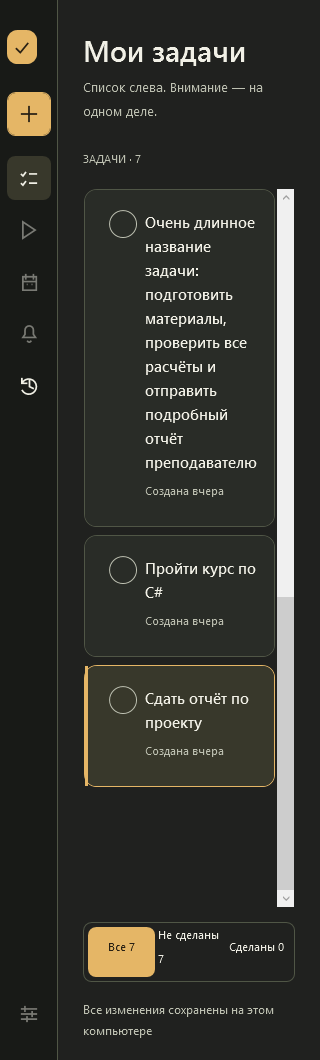 Мои задачи
Список слева. Внимание — на
одном деле.
ЗАДАЧИ · 7
Очень длинное
название
задачи:
подготовить
материалы,
проверить все
расчёты и
отправить
подробный
отчёт
преподавателю
Создана вчера
Пройти курс по
C#
Создана вчера
Сдать отчёт по
проекту
Создана вчера
Все 7
Не сделаны
7
Сделаны 0
Все изменения сохранены на этом
компьютере